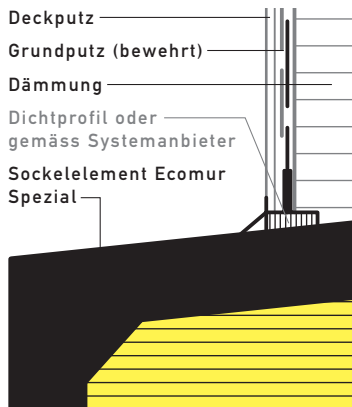 Deckputz
Grundputz (bewehrt)
Dämmung
Dichtprofil oder
gemäss Systemanbieter
Sockelelement Ecomur
Spezial